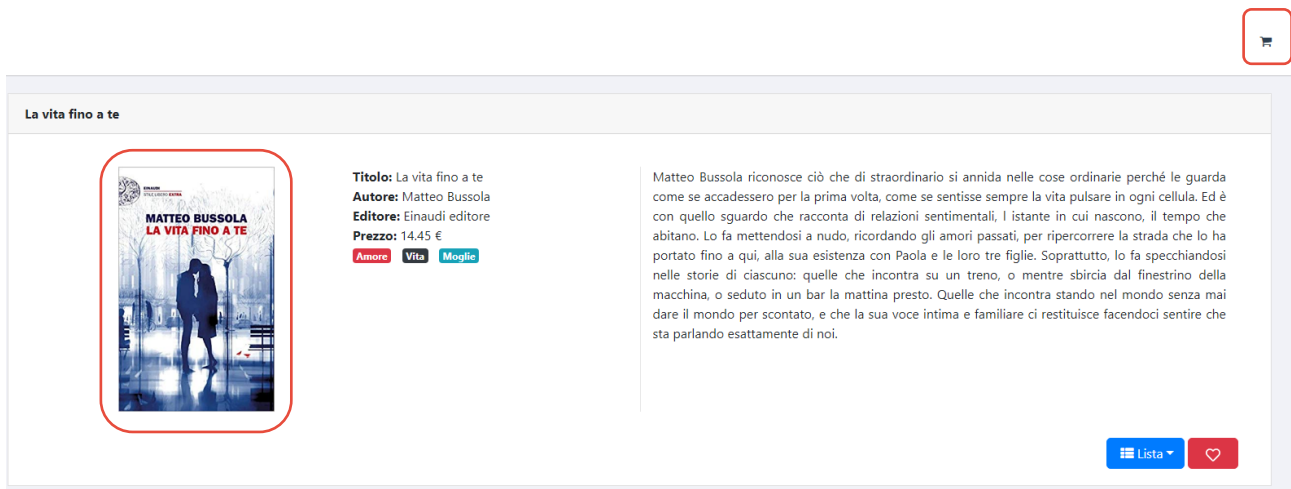 La vita fino a te
EINAUDI
STILE LIBERO EXTRA
MATTEO BUSSOLA
LA VITA FINO A TE
Titolo: La vita fino a te
Autore: Matteo Bussola
Editore: Einaudi editore
Prezzo: 14.45 €
Amore Vita Moglie
Matteo Bussola riconosce ciò che di straordinario si annida nelle cose ordinarie perché le guarda
come se accadessero per la prima volta, come se sentisse sempre la vita pulsare in ogni cellula. Ed è
con quello sguardo che racconta di relazioni sentimentali, l istante in cui nascono, il tempo che
abitano. Lo fa mettendosi a nudo, ricordando gli amori passati, per ripercorrere la strada che lo ha
portato fino a qui, alla sua esistenza con Paola e le loro tre figlie. Soprattutto, lo fa specchiandosi
nelle storie di ciascuno: quelle che incontra su un treno, o mentre sbircia dal finestrino della
macchina, o seduto in un bar la mattina presto. Quelle che incontra stando nel mondo senza mai
dare il mondo per scontato, e che la sua voce intima e familiare ci restituisce facendoci sentire che
sta parlando esattamente di noi.
Lista